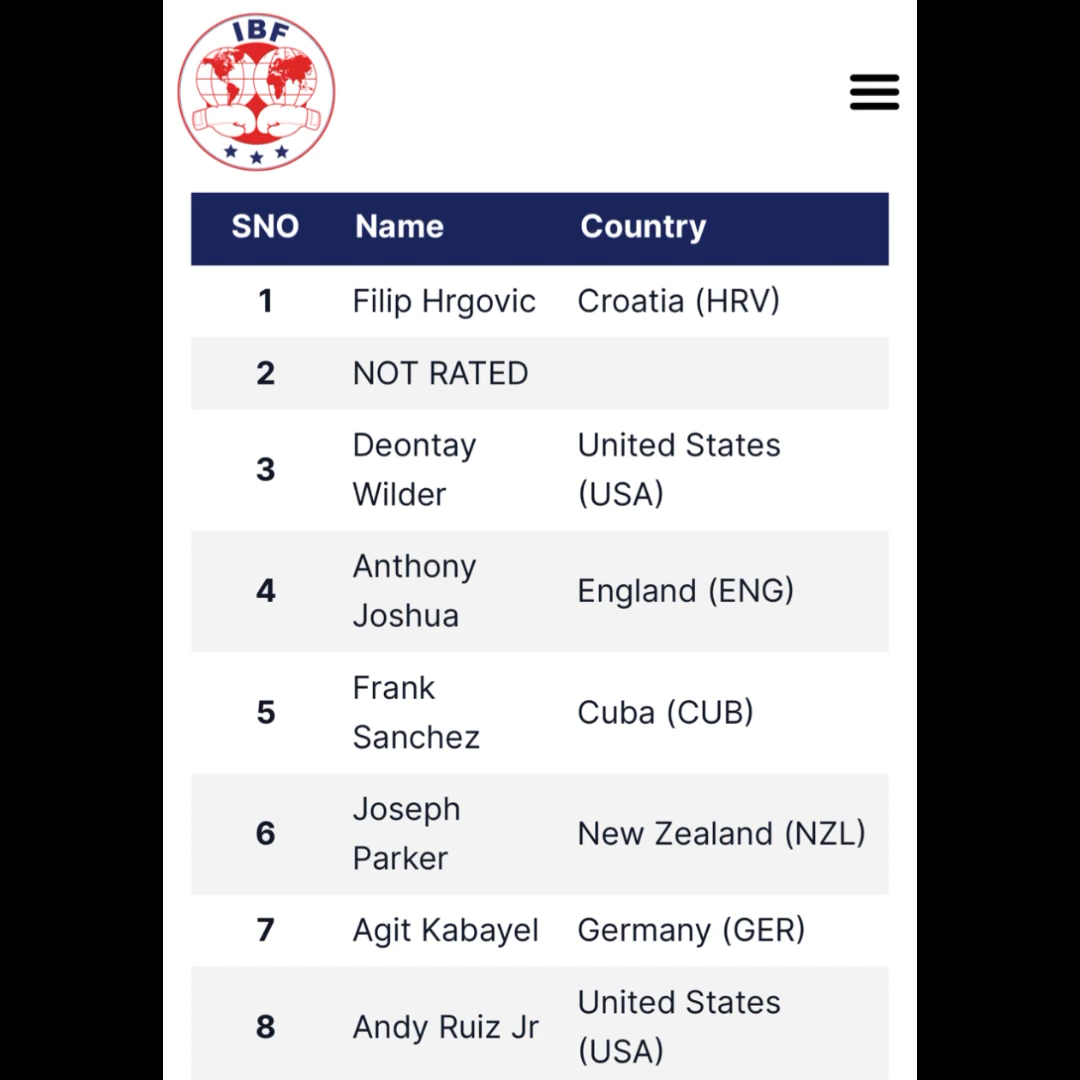 IBF
SNO Name Country
1 Filip Hrgovic Croatia (HRV)
2 NOT RATED
3 Deontay Wilder United States (USA)
4 Anthony Joshua England (ENG)
5 Frank Sanchez Cuba (CUB)
6 Joseph Parker New Zealand (NZL)
7 Agit Kabayel Germany (GER)
8 Andy Ruiz Jr United States (USA)